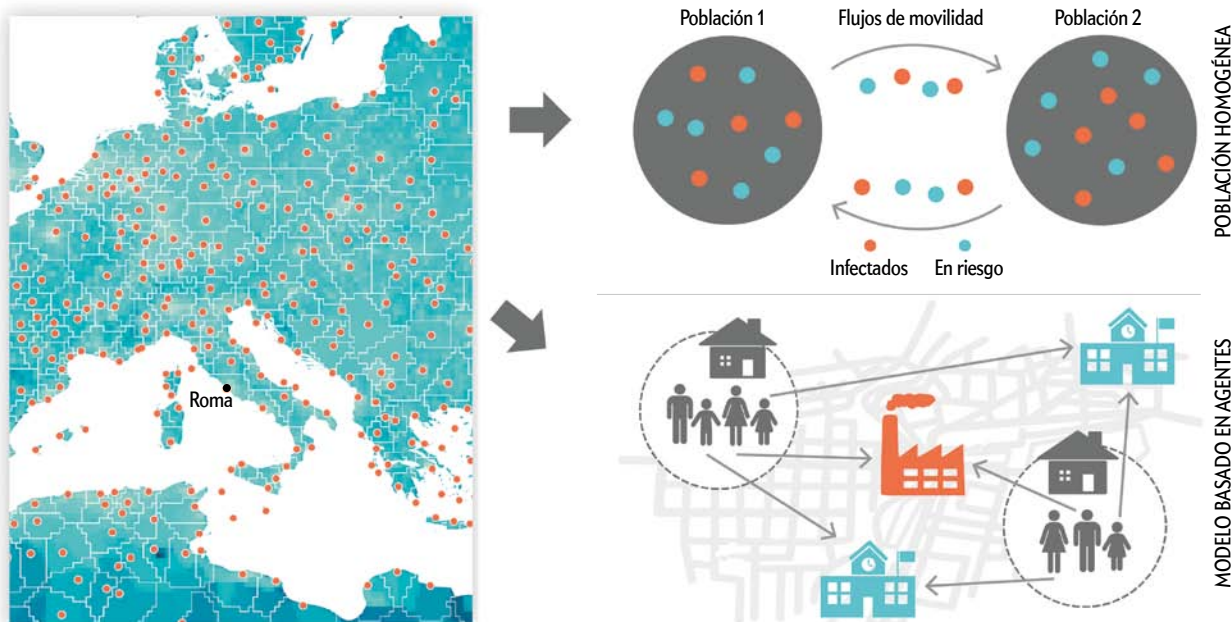 Roma
Población 1
Flujos de movilidad
Población 2
Infectados
En riesgo
POBLACIÓN HOMOGÉNEA
MODELO BASADO EN AGENTES